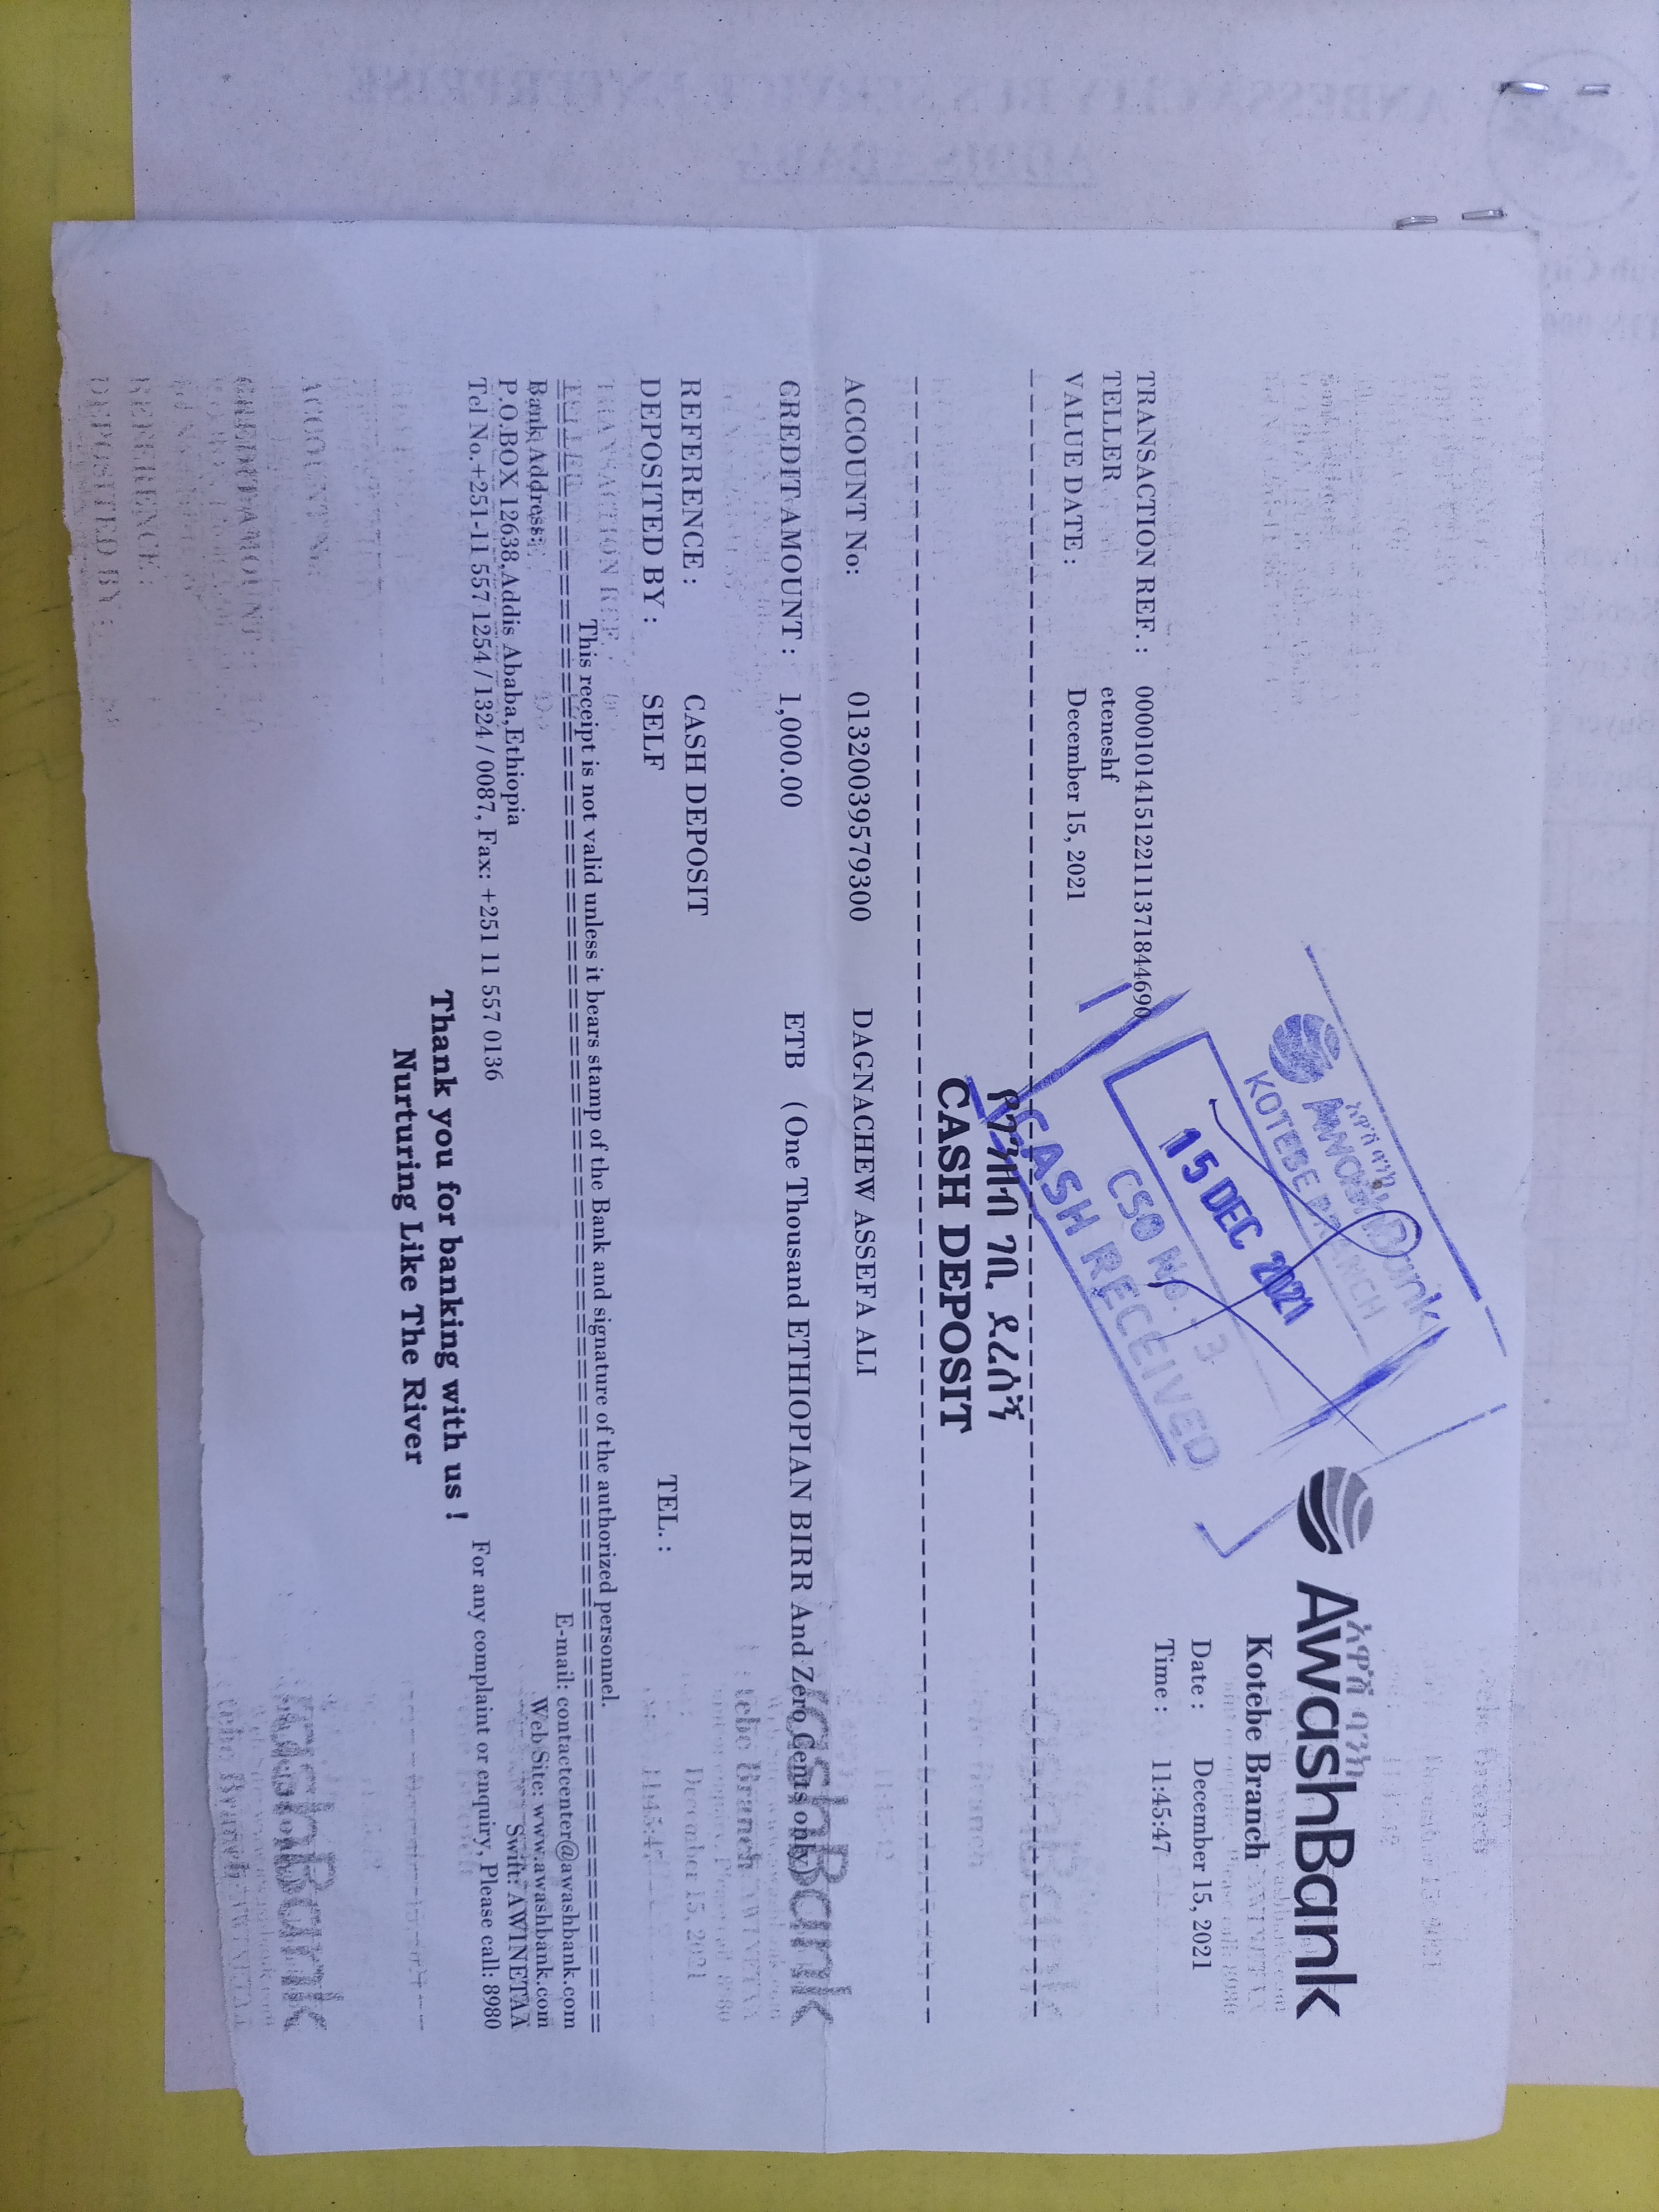 አዋሽ ባንክ
AwashBank
Kotebe Branch
Date : December 15, 2021
Time : 11:45:47
አዋሽ ባንክ
AwashBank
KOTEBE BRANCH
15 DEC 2021
CSO No. 3
CASH RECEIVED
TRANSACTION REF. : 0000101415122111371844690
TELLER eteneshf
VALUE DATE : December 15, 2021
የገንዘብ ገቢ ደረሰኝ
CASH DEPOSIT
ACCOUNT No: 01320039579300 DAGNACHEW ASSEFA ALI
CREDIT AMOUNT : 1,000.00 ETB (One Thousand ETHIOPIAN BIRR And Zero Cents only)
REFERENCE : CASH DEPOSIT
DEPOSITED BY : SELF TEL. :
This receipt is not valid unless it bears stamp of the Bank and signature of the authorized personnel.
Bank Address: E-mail: contactcenter@awashbank.com
P.O.BOX 12638,Addis Ababa,Ethiopia Web Site: www.awashbank.com
Tel No.+251-11 557 1254 / 1324 / 0087, Fax: +251 11 557 0136 Swift: AWINETAA
For any complaint or enquiry, Please call: 8980
Thank you for banking with us !
Nurturing Like The River